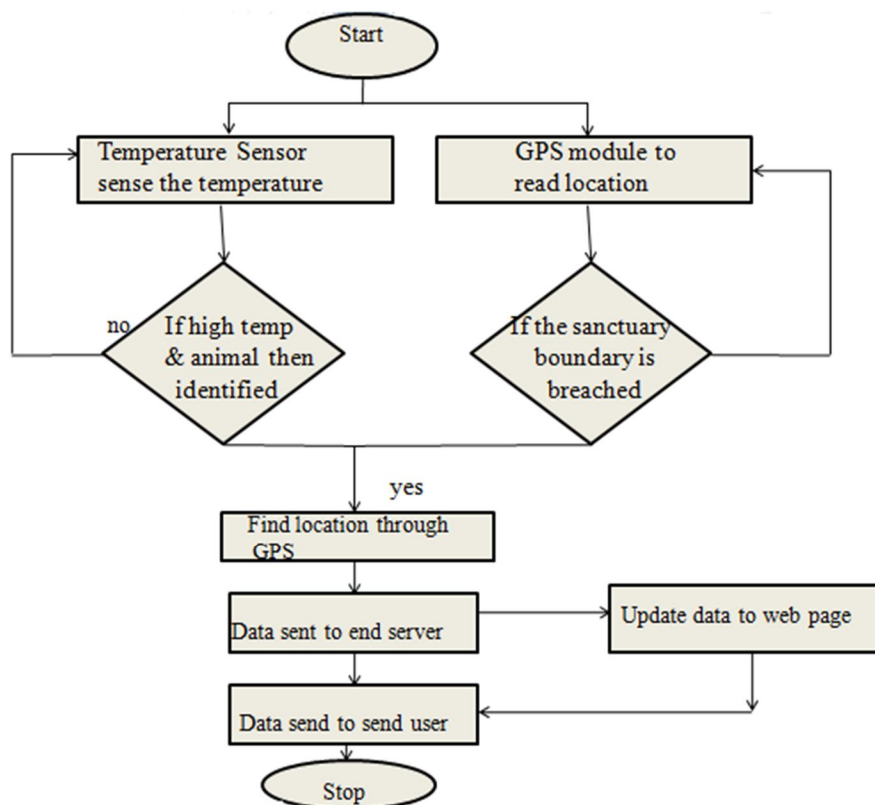 Start
Temperature Sensor
sense the temperature
GPS module to
read location
no
If high temp
& animal then
identified
If the sanctuary
boundary is
breached
yes
Find location through
GPS
Data sent to end server
Update data to web page
Data send to send user
Stop